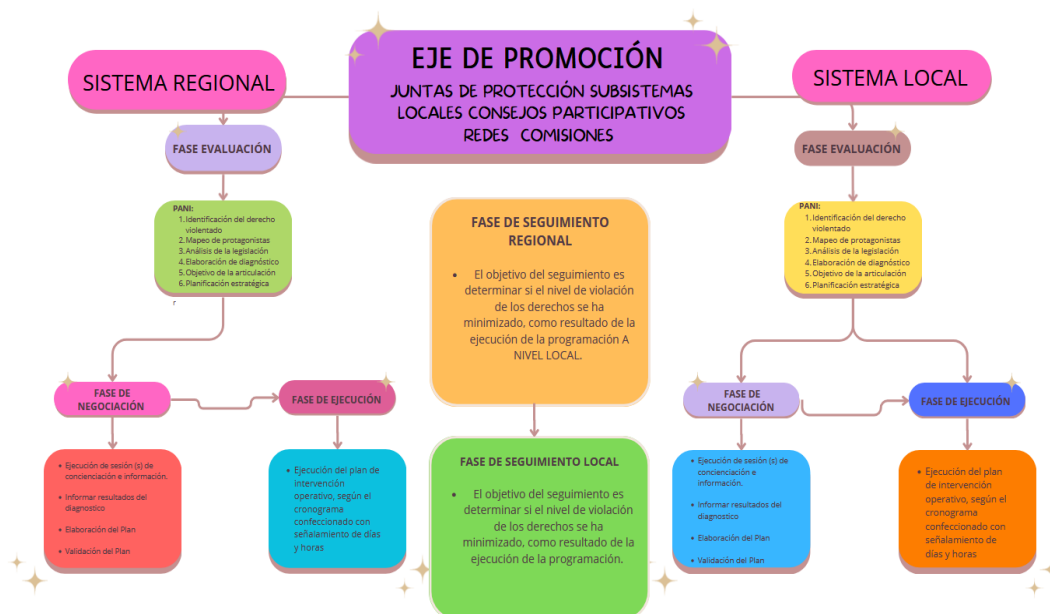 EJE DE PROMOCIÓN
JUNTAS DE PROTECCIÓN SUBSISTEMAS
LOCALES CONSEJOS PARTICIPATIVOS
REDES COMISIONES
SISTEMA REGIONAL
FASE EVALUACIÓN
PANI:
1. Identificación del derecho
violentado
2. Mapeo de protagonistas
3. Análisis de la legislación
4. Elaboración de diagnóstico
5. Objetivo de la articulación
6. Planificación estratégica
r
FASE DE
NEGOCIACIÓN
• Ejecución de sesión (s) de
concienciación e información.
• Informar resultados del
diagnostico
• Elaboración del Plan
• Validación del Plan
FASE DE EJECUCIÓN
• Ejecución del plan de
intervención
operativo, según el
cronograma
confeccionado con
señalamiento de días
y horas
FASE DE SEGUIMIENTO
REGIONAL
• El objetivo del seguimiento es
determinar si el nivel de violación
de los derechos se ha
minimizado, como resultado de la
ejecución de la programación A
NIVEL LOCAL.
FASE DE SEGUIMIENTO LOCAL
• El objetivo del seguimiento es
determinar si el nivel de violación
de los derechos se ha
minimizado, como resultado de la
ejecución de la programación.
SISTEMA LOCAL
FASE EVALUACIÓN
PANI:
1. Identificación del derecho
violentado
2. Mapeo de protagonistas
3. Análisis de la legislación
4. Elaboración de diagnóstico
5. Objetivo de la articulación
6. Planificación estratégica
FASE DE
NEGOCIACIÓN
• Ejecución de sesión (s) de
concienciación e
información.
• Informar resultados del
diagnostico
• Elaboración del Plan
• Validación del Plan
FASE DE EJECUCIÓN
• Ejecución del plan
de intervención
operativo, según el
cronograma
confeccionado con
señalamiento de
días y horas